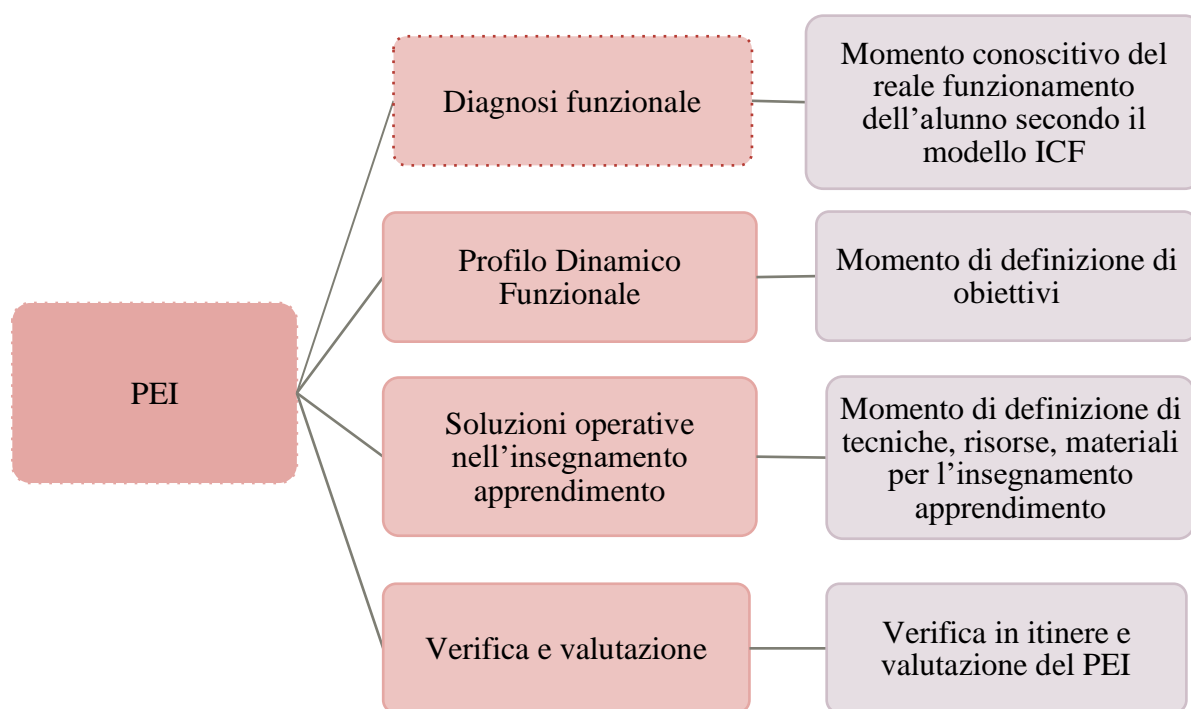 PEI
Diagnosi funzionale
Momento conoscitivo del
reale funzionamento
dell’alunno secondo il
modello ICF
Profilo Dinamico
Funzionale
Momento di definizione di
obiettivi
Soluzioni operative
nell’insegnamento
apprendimento
Momento di definizione di
tecniche, risorse, materiali
per l’insegnamento
apprendimento
Verifica e valutazione
Verifica in itinere e
valutazione del PEI